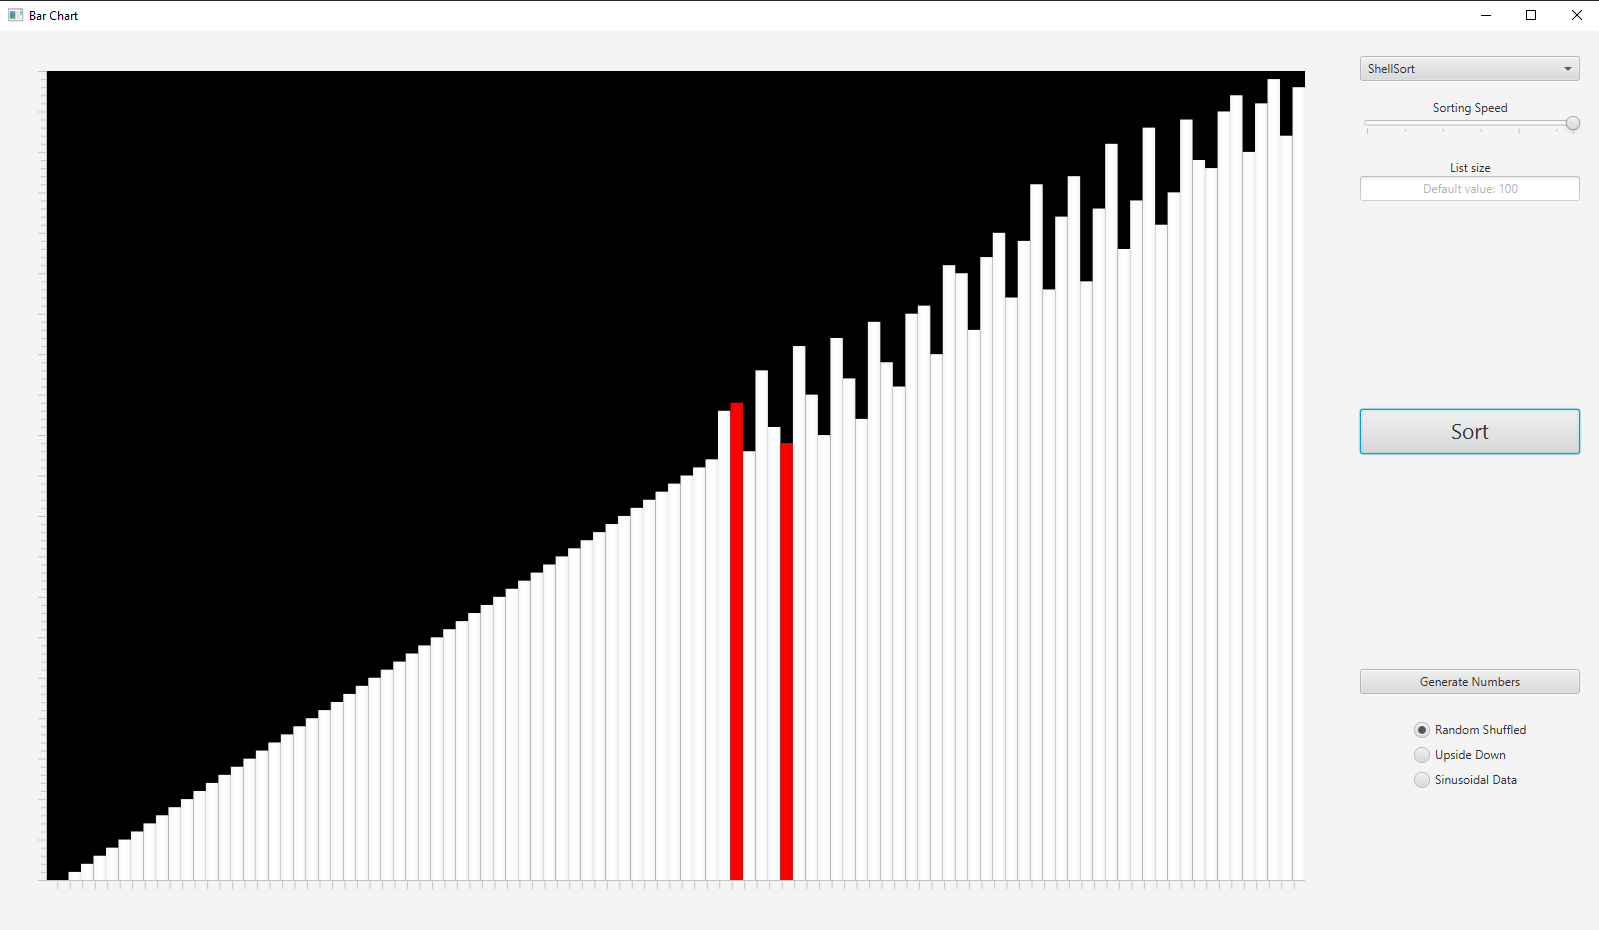 Bar Chart
ShellSort
Sorting Speed
List size
Default value: 100
Sort
Generate Numbers
Random Shuffled
Upside Down
Sinusoidal Data